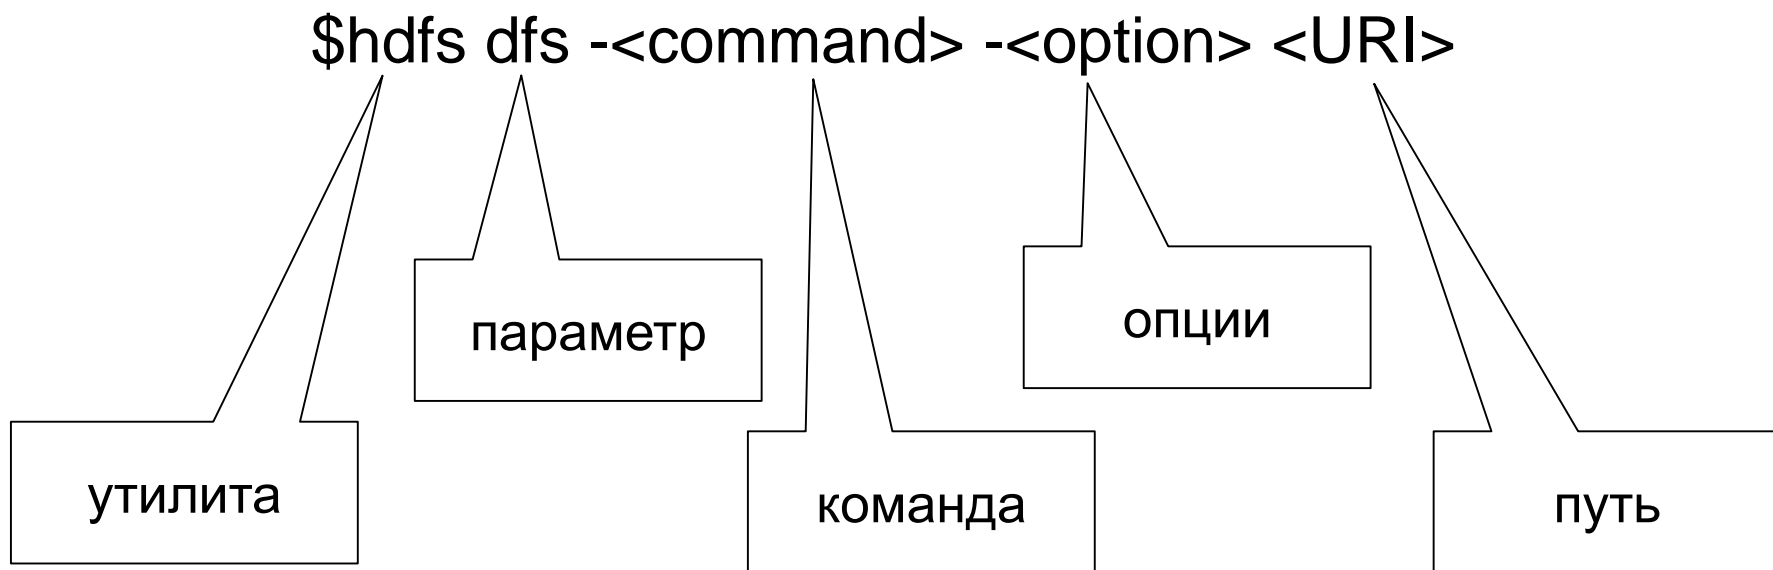 $hdfs dfs -<command> -<option> <URI>
параметр
опции
утилита
команда
путь